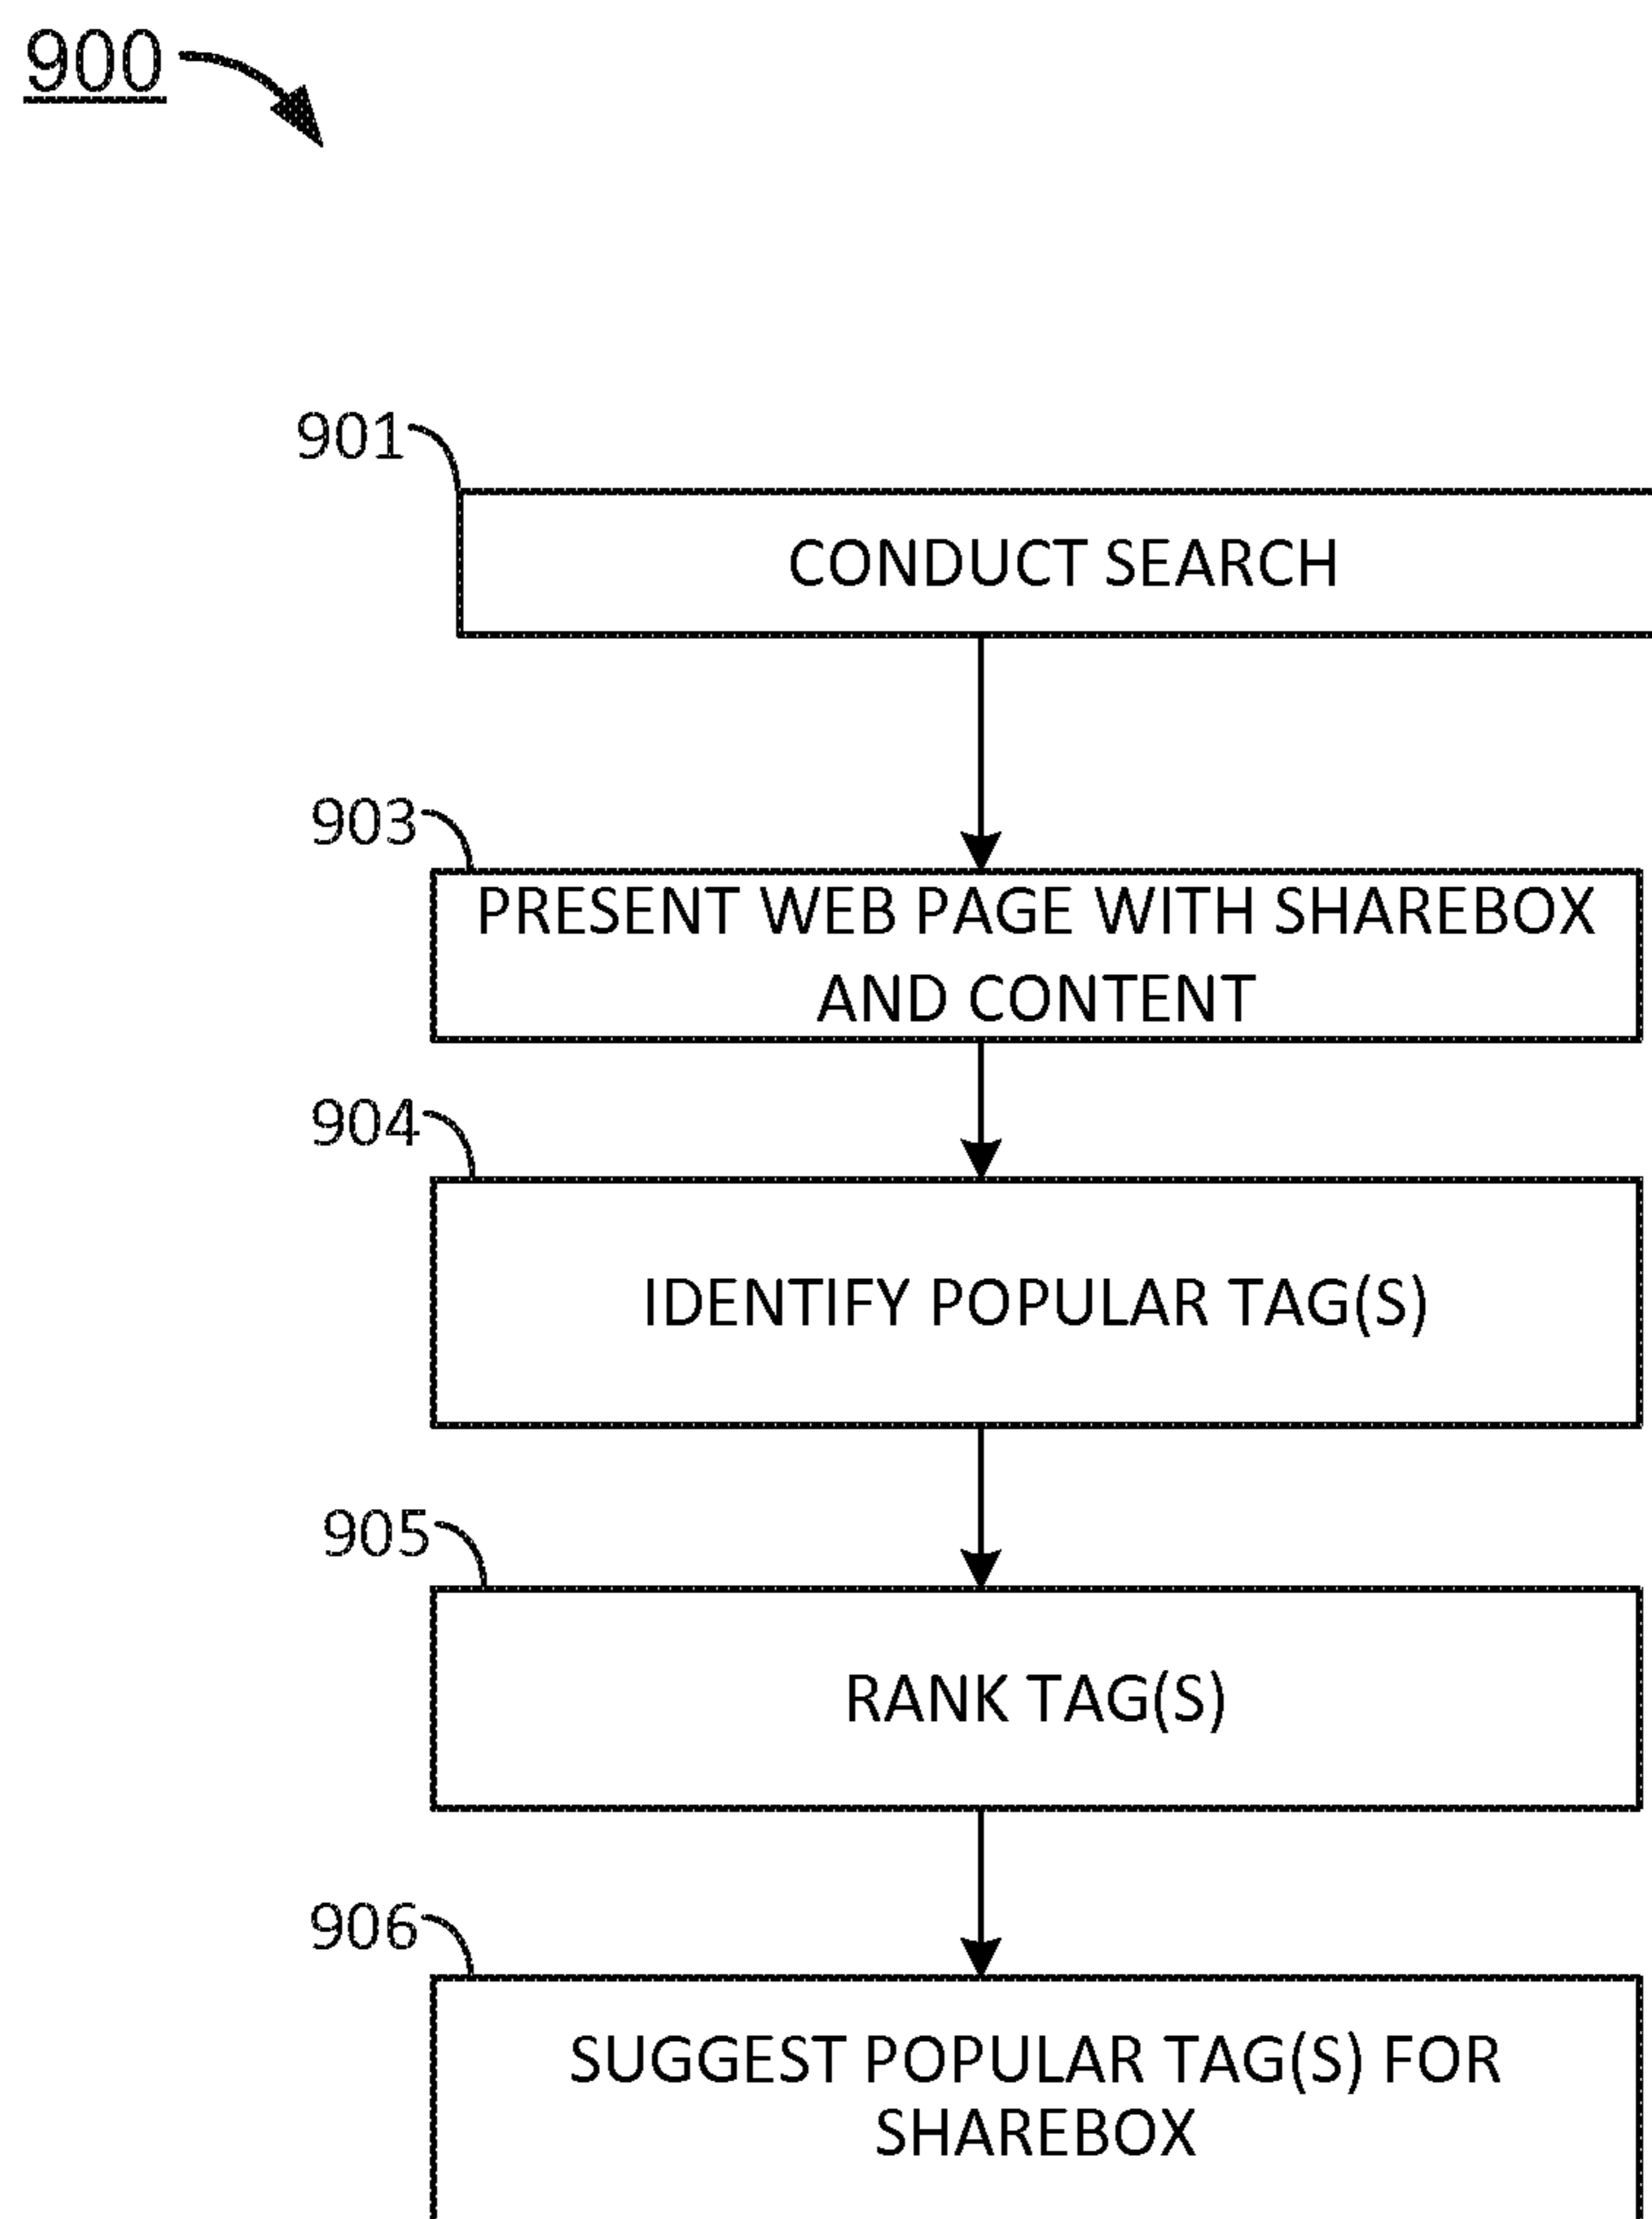 900
901
CONDUCT SEARCH
903
PRESENT WEB PAGE WITH SHAREBOX
AND CONTENT
904
IDENTIFY POPULAR TAG(S)
905
RANK TAG(S)
906
SUGGEST POPULAR TAG(S) FOR
SHAREBOX